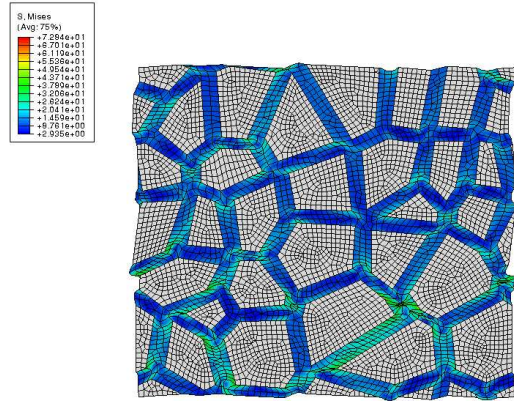 S, Mises
(Avg: 75%)
+7.284e+01
+6.701e+01
+6.119e+01
+5.536e+01
+4.954e+01
+4.371e+01
+3.789e+01
+3.206e+01
+2.624e+01
+2.041e+01
+1.459e+01
+8.761e+00
+2.935e+00